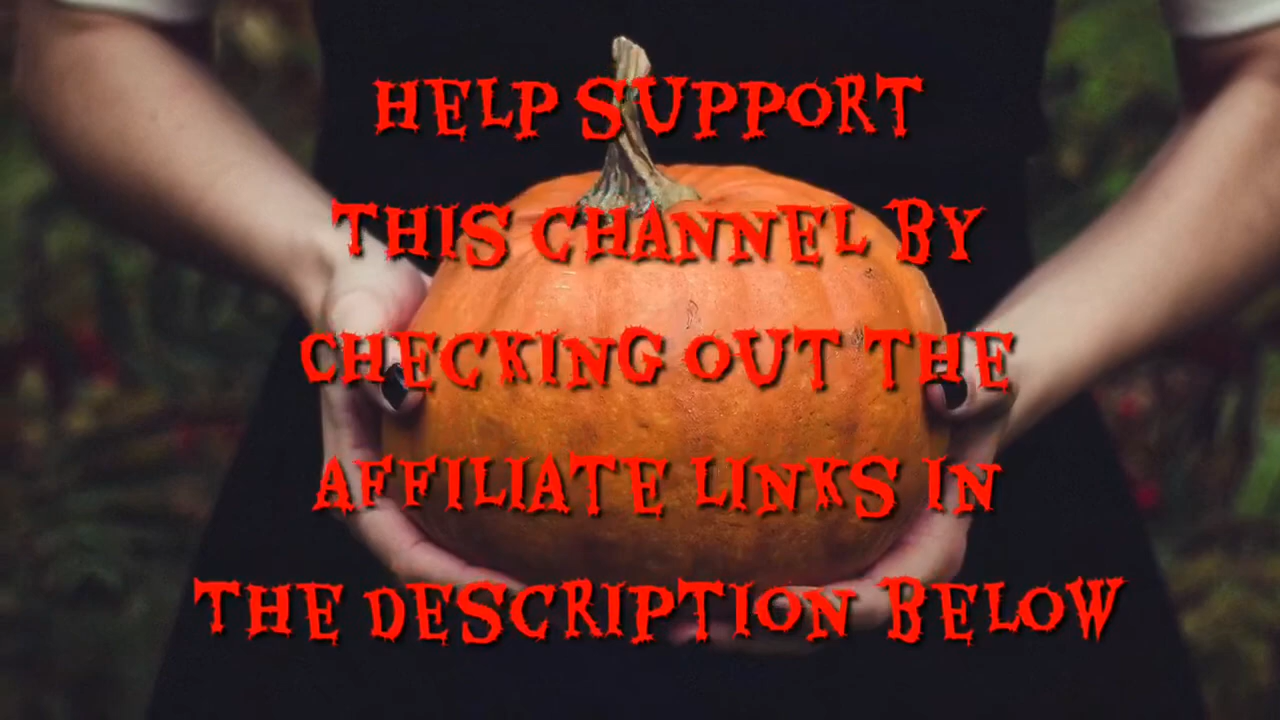 HELP SUPPORT
THIS CHANNEL BY
CHECKING OUT THE
AFFILIATE LINKS IN
THE DESCRIPTION BELOW